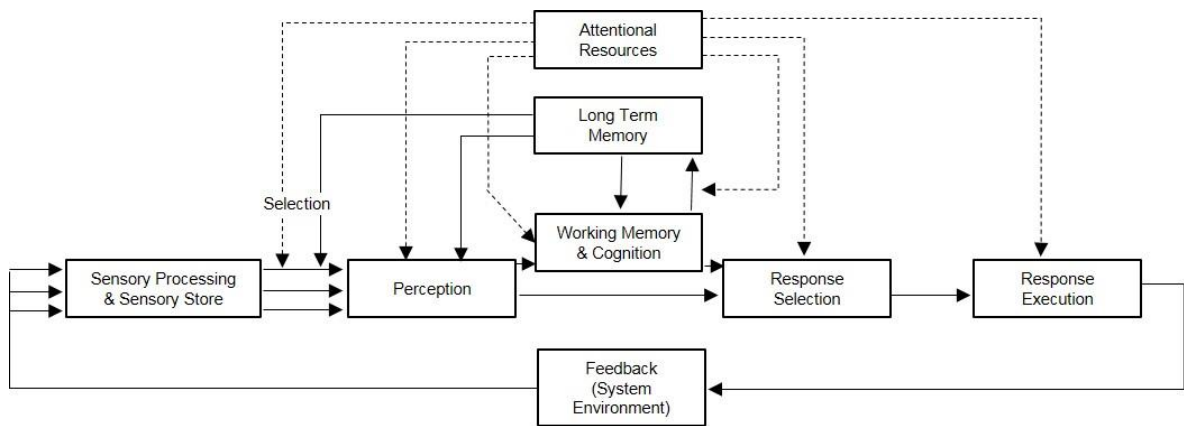 Attentional
Resources
Long Term
Memory
Selection
Working Memory
& Cognition
Sensory Processing
& Sensory Store
Perception
Response
Selection
Response
Execution
Feedback
(System
Environment)